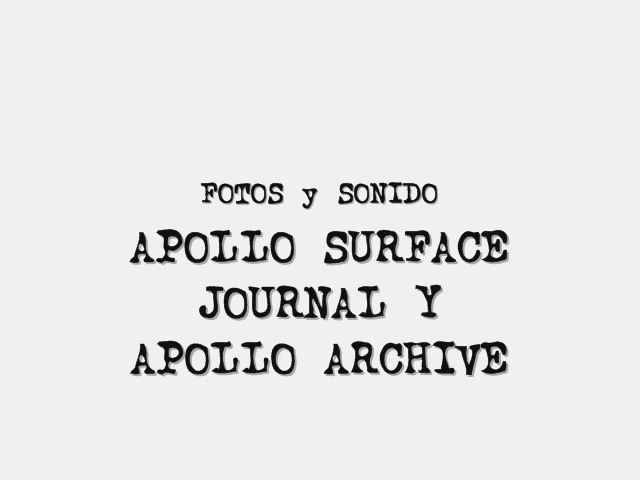 FOTOS y SONIDO
APOLLO SURFACE
JOURNAL Y
APOLLO ARCHIVE